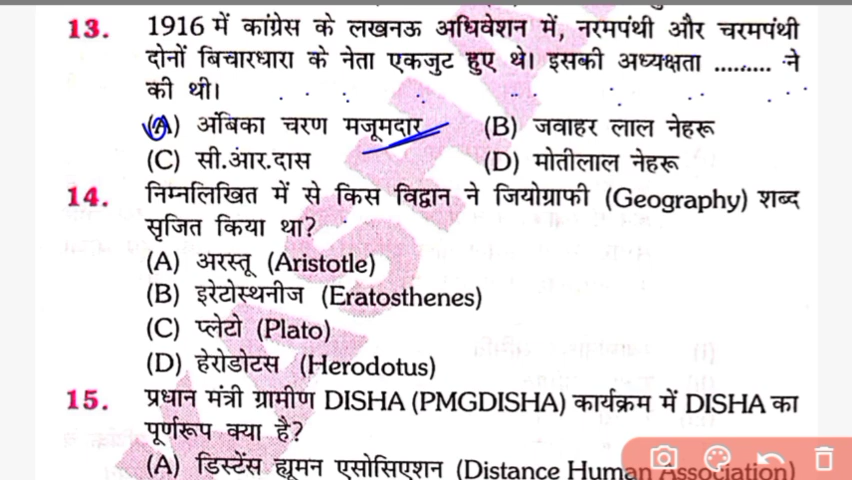 13. 1916 में कांग्रेस के लखनऊ अधिवेशन में, नरमपंथी और चरमपंथी
दोनों बिचारधारा के नेता एकजुट हुए थे। इसकी अध्यक्षता ......... ने
की थी।
(A) अंबिका चरण मजूमदार (B) जवाहर लाल नेहरू
(C) सी.आर.दास (D) मोतीलाल नेहरू
14. निम्नलिखित में से किस विद्वान ने जियोग्राफी (Geography) शब्द
सृजित किया था?
(A) अरस्तू (Aristotle)
(B) इरेटोस्थनीज (Eratosthenes)
(C) प्लेटो (Plato)
(D) हेरोडोटस (Herodotus)
15. प्रधान मंत्री ग्रामीण DISHA (PMGDISHA) कार्यक्रम में DISHA का
पूर्णरूप क्या है?
(A) डिस्टेंस ह्यूमन एसोसिएशन (Distance Human Association)